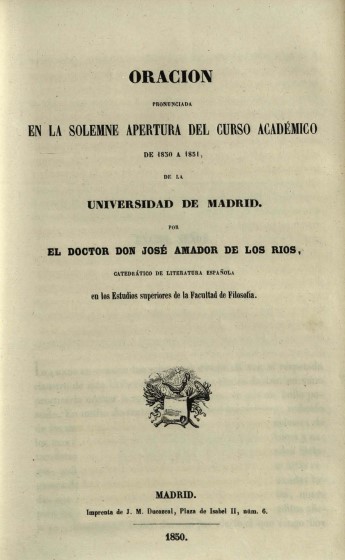 ORACION
PRONUNCIADA
EN LA SOLEMNE APERTURA DEL CURSO ACADÉMICO
DE 1850 A 1851,
DE LA
UNIVERSIDAD DE MADRID.
POR
EL DOCTOR DON JOSÉ AMADOR DE LOS RIOS,
CATEDRÁTICO DE LITERATURA ESPAÑOLA
en los Estudios superiores de la Facultad de Filosofía.
MADRID.
Imprenta de J. M. Ducazcal, Plaza de Isabel II, núm. 6.
1850.